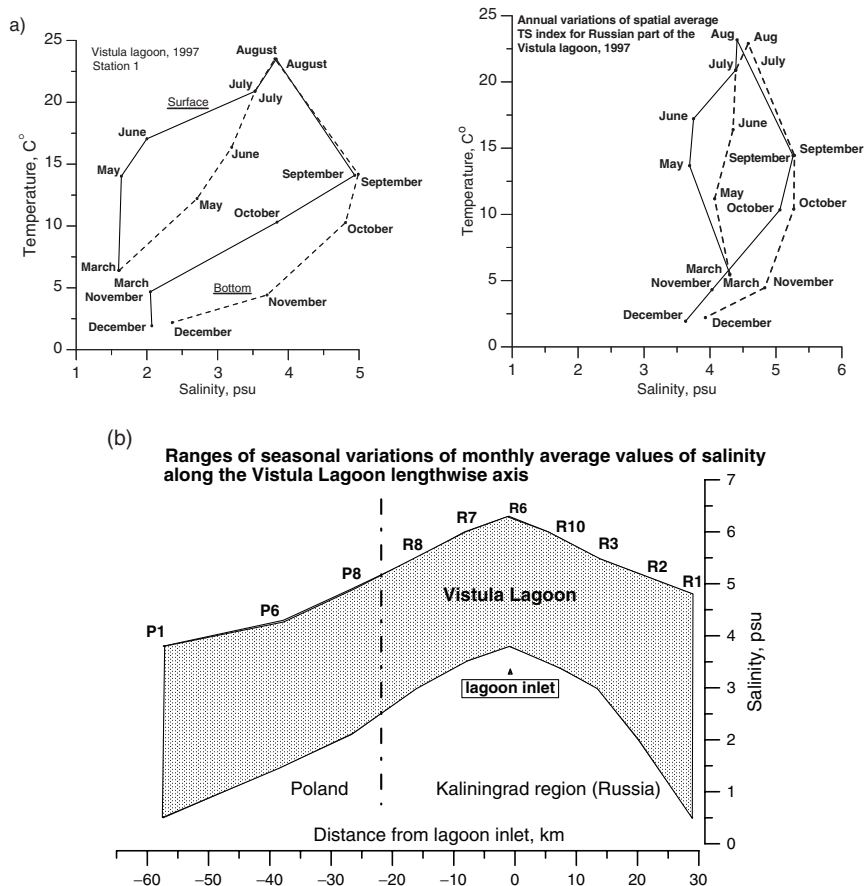 a)
Vistula lagoon, 1997
Station 1
25
20
15
10
5
0
Temperature, C°
August
August
July
July
Surface
June
June
May
May
September
September
October
October
March
March
November
November
Bottom
December
December
1
2
3
4
5
Salinity, psu
Annual variations of spatial average
TS index for Russian part of the
Vistula lagoon, 1997
25
20
15
10
5
0
Temperature, C°
Aug
Aug
July
July
June
June
May
May
September
September
October
October
March
March
November
November
December
December
1
2
3
4
5
6
Salinity, psu
(b)
Ranges of seasonal variations of monthly average values of salinity
along the Vistula Lagoon lengthwise axis
P1
P6
P8
R8
R7
R6
R10
R3
R2
R1
Vistula Lagoon
lagoon inlet
Poland
Kaliningrad region (Russia)
7
6
5
4
3
2
1
0
Salinity, psu
Distance from lagoon inlet, km
−60
−50
−40
−30
−20
−10
0
10
20
30